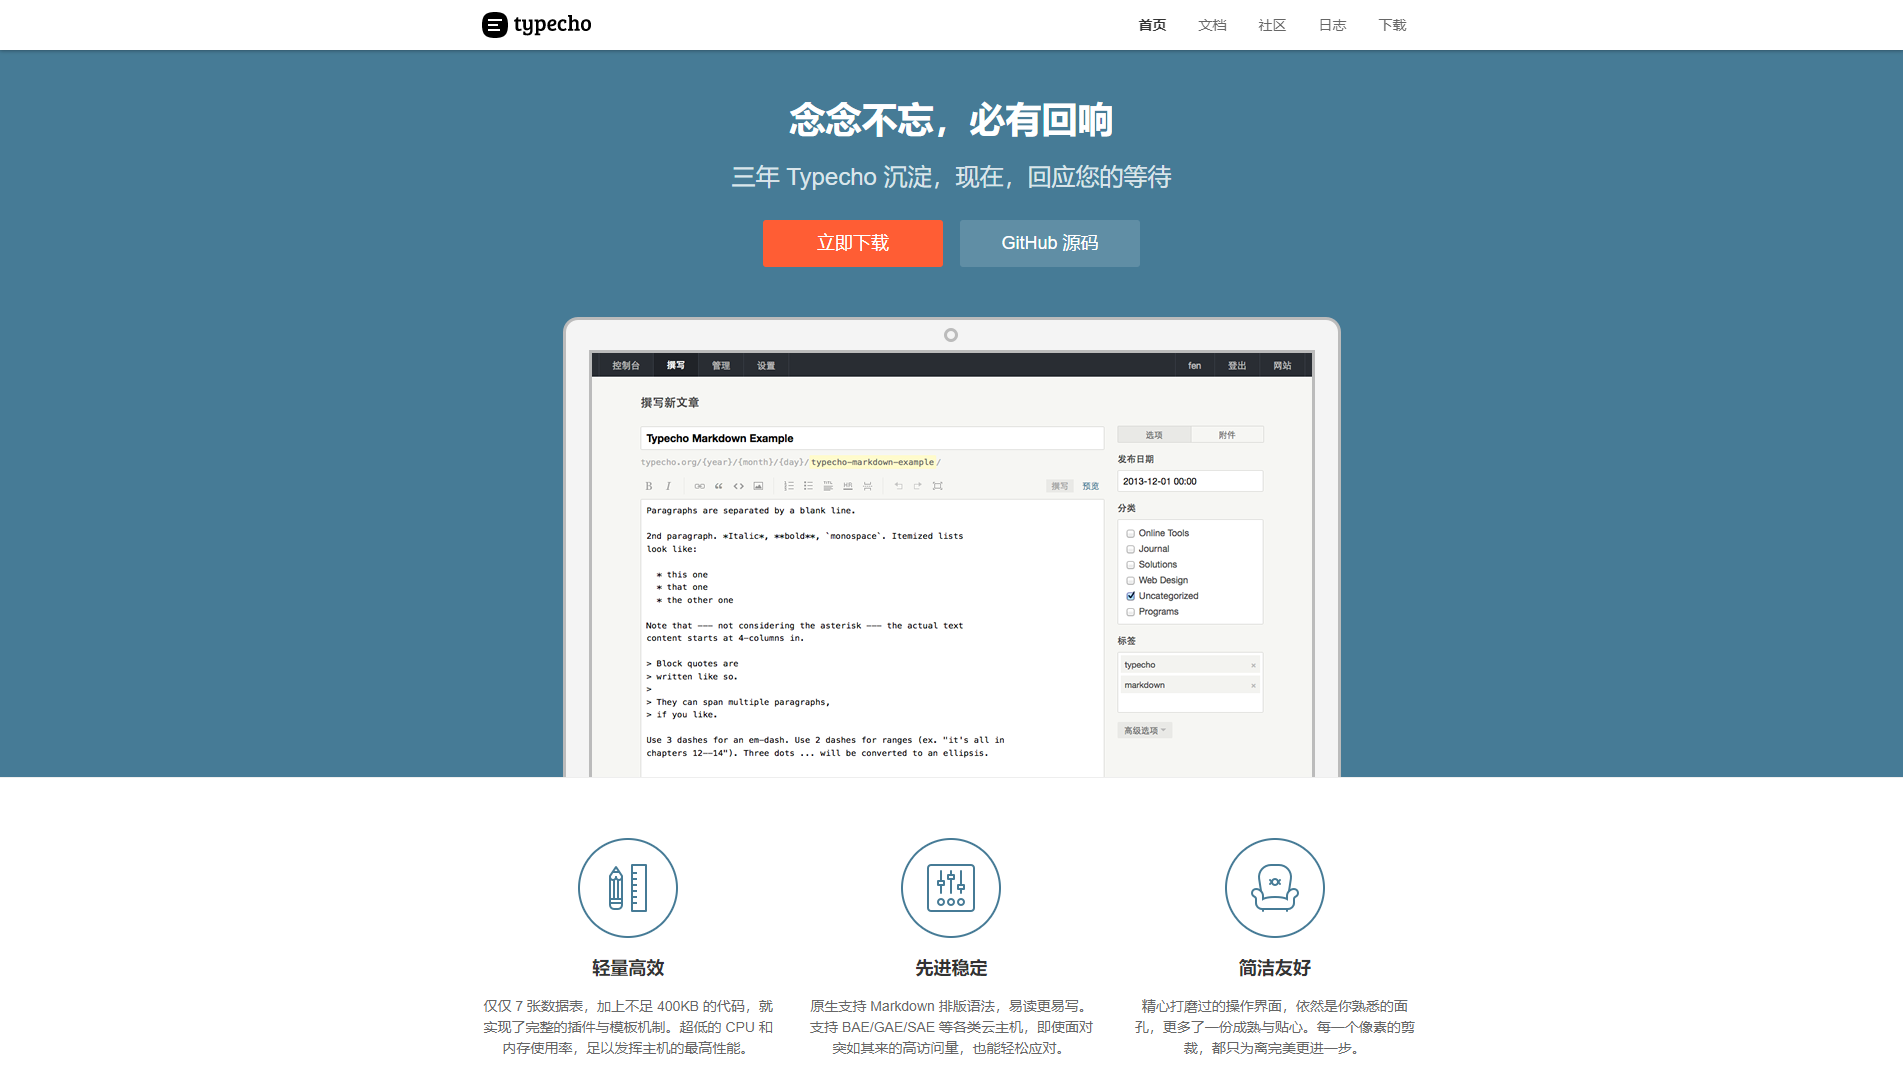 typecho
首页 文档 社区 日志 下载
念念不忘，必有回响
三年 Typecho 沉淀，现在，回应您的等待
立即下载 GitHub 源码
控制台 撰写 管理 设置 fen 登出 网站
撰写新文章
Typecho Markdown Example
typecho.org/{year}/{month}/{day}/typecho-markdown-example/
B I 撰写 预览
Paragraphs are separated by a blank line.
2nd paragraph. *Italic*, **bold**, `monospace`. Itemized lists
look like:
* this one
* that one
* the other one
Note that --- not considering the asterisk --- the actual text
content starts at 4-columns in.
> Block quotes are
> written like so.
>
> They can span multiple paragraphs,
> if you like.
Use 3 dashes for an em-dash. Use 2 dashes for ranges (ex. "it's all in
chapters 12--14"). Three dots ... will be converted to an ellipsis.
选项 附件
发布日期
2013-12-01 00:00
分类
Online Tools
Journal
Solutions
Web Design
Uncategorized
Programs
标签
typecho ×
markdown ×
高级选项
轻量高效
仅仅 7 张数据表，加上不足 400KB 的代码，就
实现了完整的插件与模板机制。超低的 CPU 和
内存使用率，足以发挥主机的最高性能。
先进稳定
原生支持 Markdown 排版语法，易读更易写。
支持 BAE/GAE/SAE 等各类云主机，即使面对
突如其来的高访问量，也能轻松应对。
简洁友好
精心打磨过的操作界面，依然是你熟悉的面
孔，更多了一份成熟与贴心。每一个像素的剪
裁，都只为离完美更进一步。